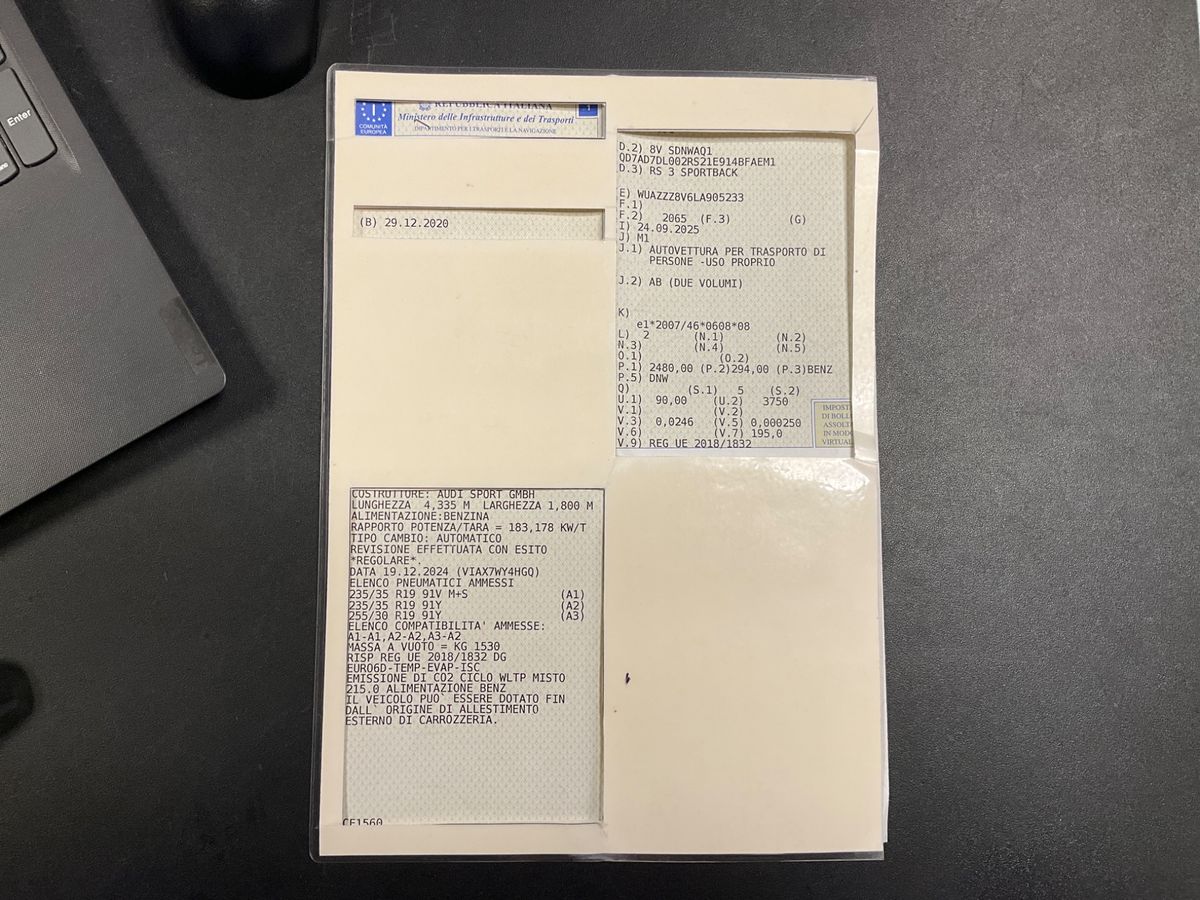 Enter
COMUNITÀ
EUROPEA
REPUBBLICA ITALIANA
Ministero delle Infrastrutture e dei Trasporti
DIPARTIMENTO PER I TRASPORTI E LA NAVIGAZIONE
I
(B) 29.12.2020
D.2) 8V SDNWAQ1
QD7AD7DL002RS21E914BFAEM1
D.3) RS 3 SPORTBACK
E) WUAZZZ8V6LA905233
F.1)
F.2) 2065 (F.3) (G)
I) 24.09.2025
J) M1
J.1) AUTOVETTURA PER TRASPORTO DI
PERSONE -USO PROPRIO
J.2) AB (DUE VOLUMI)
K)
e1*2007/46*0608*08
L) 2 (N.1) (N.2)
N.3) (N.4) (N.5)
O.1) (O.2)
P.1) 2480,00 (P.2)294,00 (P.3)BENZ
P.5) DNW
Q) (S.1) 5 (S.2)
U.1) 90,00 (U.2) 3750
V.1) (V.2)
V.3) 0,0246 (V.5) 0,000250
V.6) (V.7) 195,0
V.9) REG UE 2018/1832
IMPOST
DI BOLL
ASSOLT
IN MOD
VIRTUAL
COSTRUTTORE: AUDI SPORT GMBH
LUNGHEZZA 4,335 M LARGHEZZA 1,800 M
ALIMENTAZIONE:BENZINA
RAPPORTO POTENZA/TARA = 183,178 KW/T
TIPO CAMBIO: AUTOMATICO
REVISIONE EFFETTUATA CON ESITO
*REGOLARE*.
DATA 19.12.2024 (VIAX7WY4HGQ)
ELENCO PNEUMATICI AMMESSI
235/35 R19 91V M+S (A1)
235/35 R19 91Y (A2)
255/30 R19 91Y (A3)
ELENCO COMPATIBILITA' AMMESSE:
A1-A1,A2-A2,A3-A2
MASSA A VUOTO = KG 1530
RISP REG UE 2018/1832 DG
EURO6D-TEMP-EVAP-ISC
EMISSIONE DI CO2 CICLO WLTP MISTO
215.0 ALIMENTAZIONE BENZ
IL VEICOLO PUO` ESSERE DOTATO FIN
DALL` ORIGINE DI ALLESTIMENTO
ESTERNO DI CARROZZERIA.
CF1560